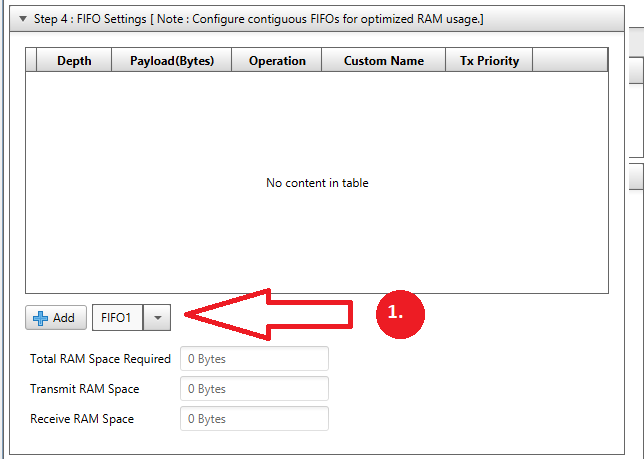 Step 4 : FIFO Settings [ Note : Configure contiguous FIFOs for optimized RAM usage.]
Depth Payload(Bytes) Operation Custom Name Tx Priority
No content in table
Add FIFO1 1.
Total RAM Space Required 0 Bytes
Transmit RAM Space 0 Bytes
Receive RAM Space 0 Bytes